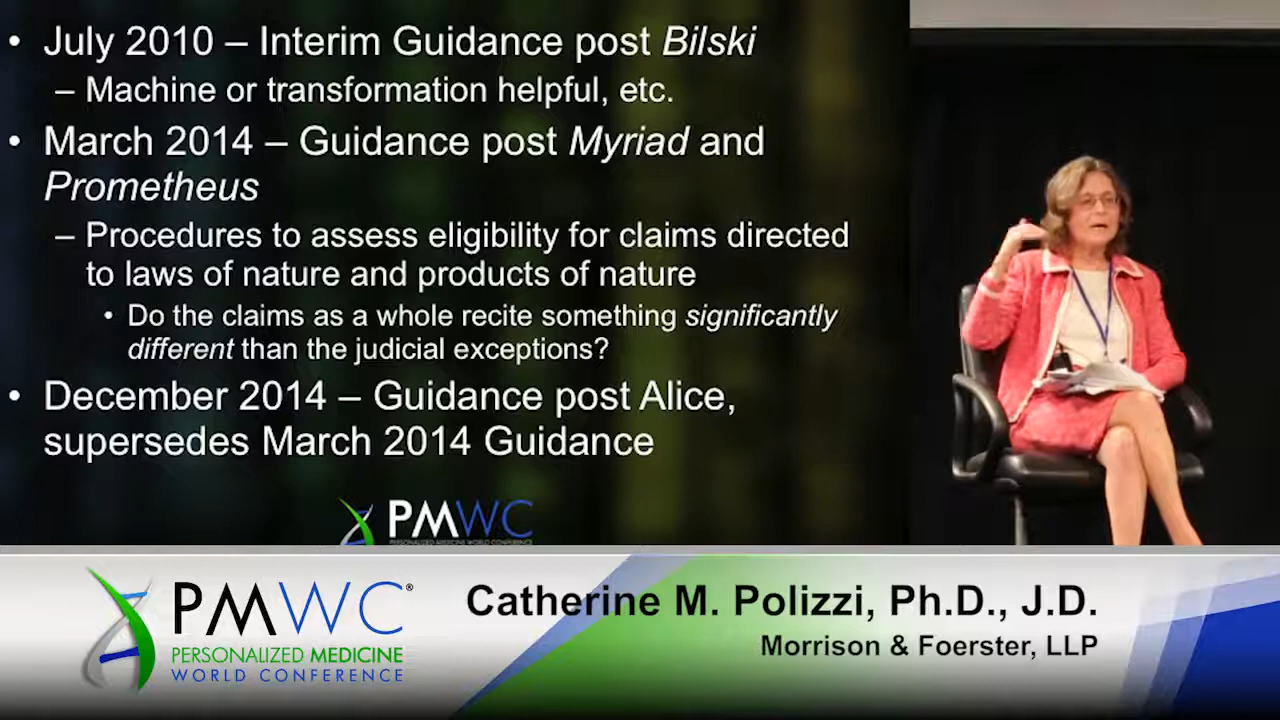 • July 2010 – Interim Guidance post Bilski
– Machine or transformation helpful, etc.
• March 2014 – Guidance post Myriad and
Prometheus
– Procedures to assess eligibility for claims directed
to laws of nature and products of nature
• Do the claims as a whole recite something significantly
different than the judicial exceptions?
• December 2014 – Guidance post Alice,
supersedes March 2014 Guidance
PMWC
PERSONALIZED MEDICINE WORLD CONFERENCE
PMWC®
PERSONALIZED MEDICINE
WORLD CONFERENCE
Catherine M. Polizzi, Ph.D., J.D.
Morrison & Foerster, LLP